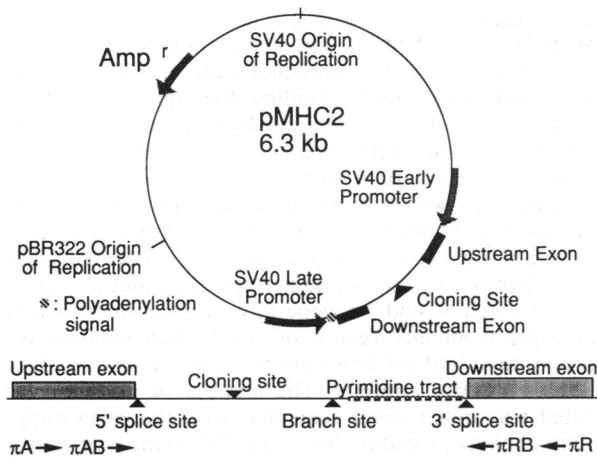 Amp r
SV40 Origin
of Replication
pMHC2
6.3 kb
SV40 Early
Promoter
Upstream Exon
pBR322 Origin
of Replication
SV40 Late
Promoter
Cloning Site
: Polyadenylation
signal
Downstream Exon
Upstream exon
Cloning site
Pyrimidine tract
Downstream exon
5' splice site
Branch site
3' splice site
πA πAB
πRB πR